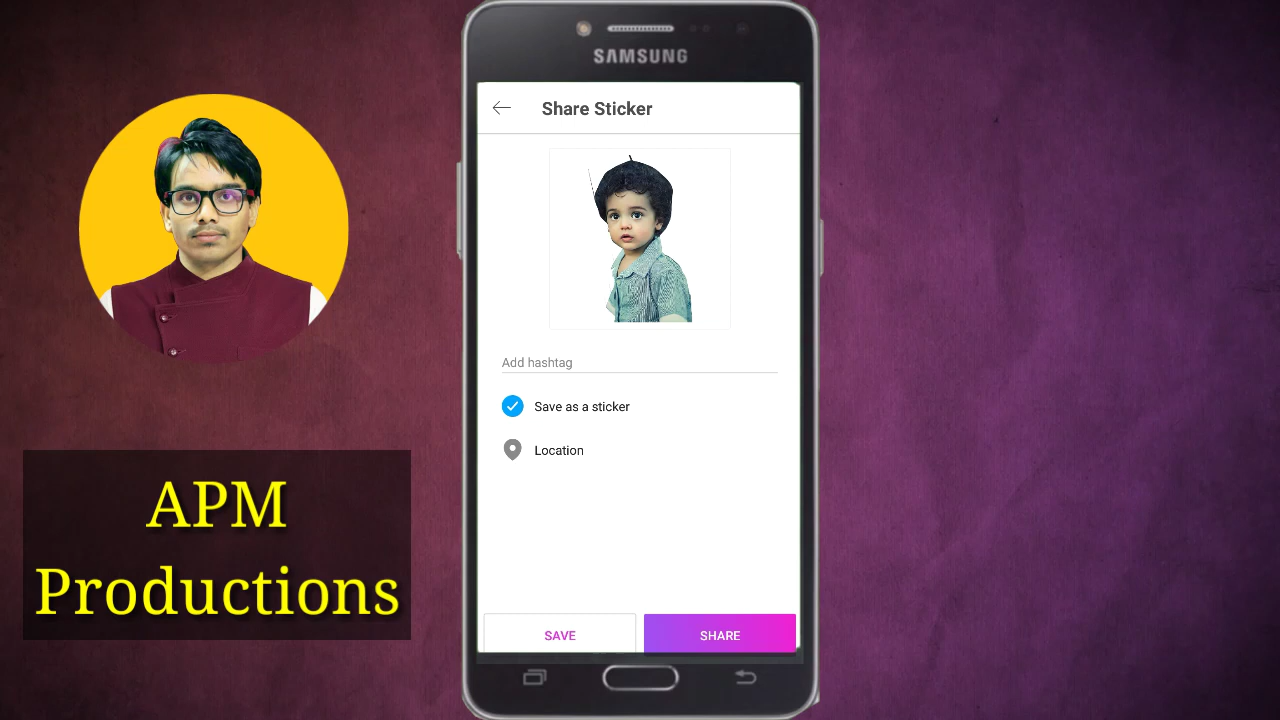 SAMSUNG
Share Sticker
Add hashtag
Save as a sticker
Location
SAVE
SHARE
APM
Productions